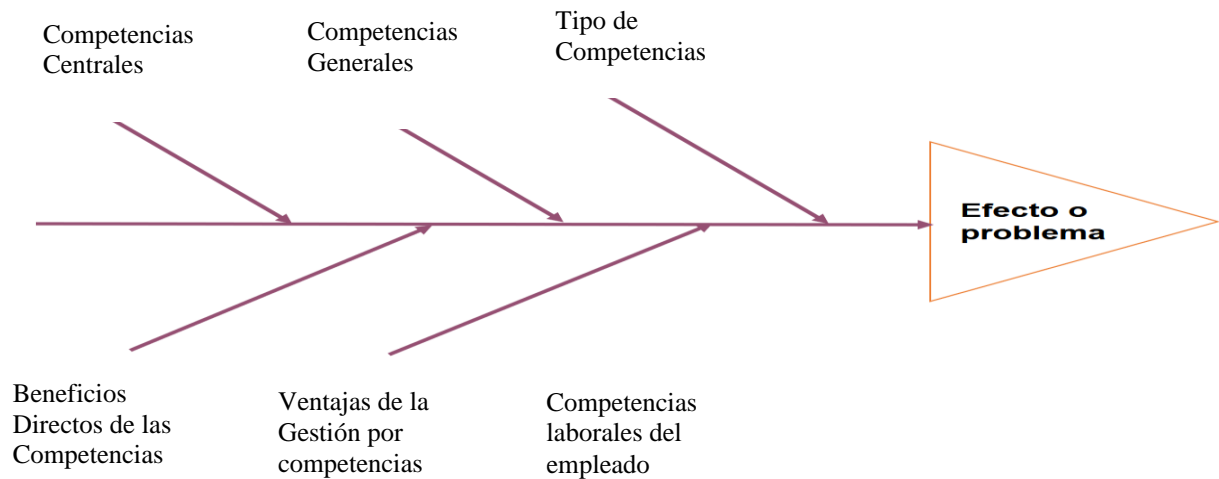 Competencias
Centrales
Competencias
Generales
Tipo de
Competencias
Efecto o
problema
Beneficios
Directos de las
Competencias
Ventajas de la
Gestión por
competencias
Competencias
laborales del
empleado